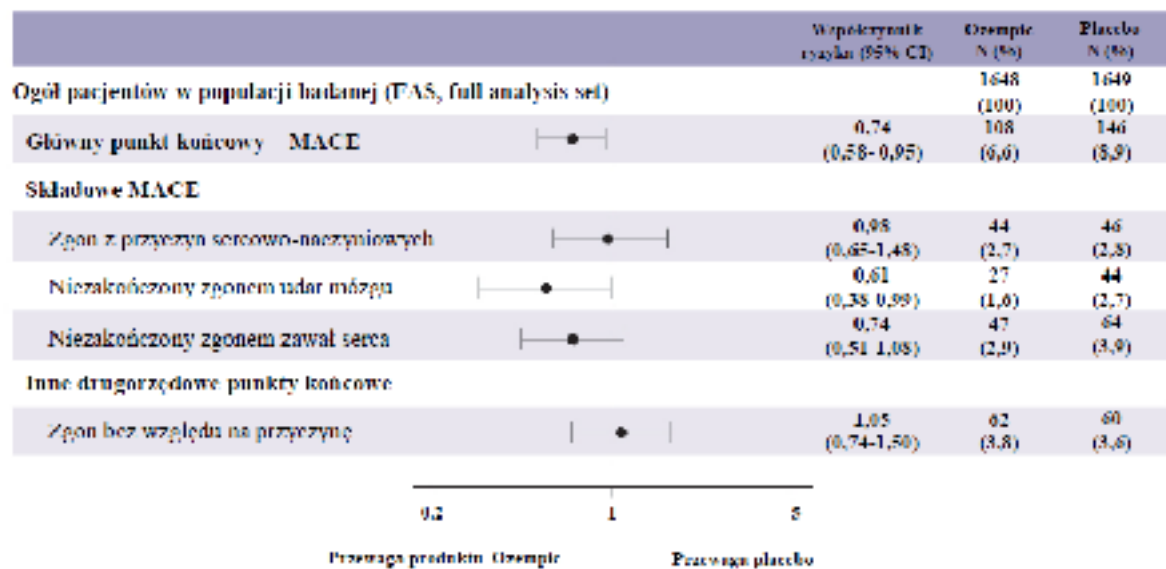 Współczynnik ryzyka (95% CI) Ozempic N (%) Placebo N (%)
Ogół pacjentów w populacji badanej (FAS, full analysis set) 1648 (100) 1649 (100)
Główny punkt końcowy MACE 0,74 (0,58-0,95) 108 (6,6) 146 (8,9)
Składowe MACE
Zgon z przyczyn sercowo-naczyniowych 0,98 (0,65-1,48) 44 (2,7) 46 (2,8)
Niezakończony zgonem udar mózgu 0,61 (0,38-0,99) 27 (1,6) 44 (2,7)
Niezakończony zgonem zawał serca 0,74 (0,51-1,08) 47 (2,9) 64 (3,9)
Inne drugorzędowe punkty końcowe
Zgon bez względu na przyczynę 1,05 (0,74-1,50) 62 (3,8) 60 (3,6)
0.2 1 5
Przewaga produktu Ozempic Przewaga placebo